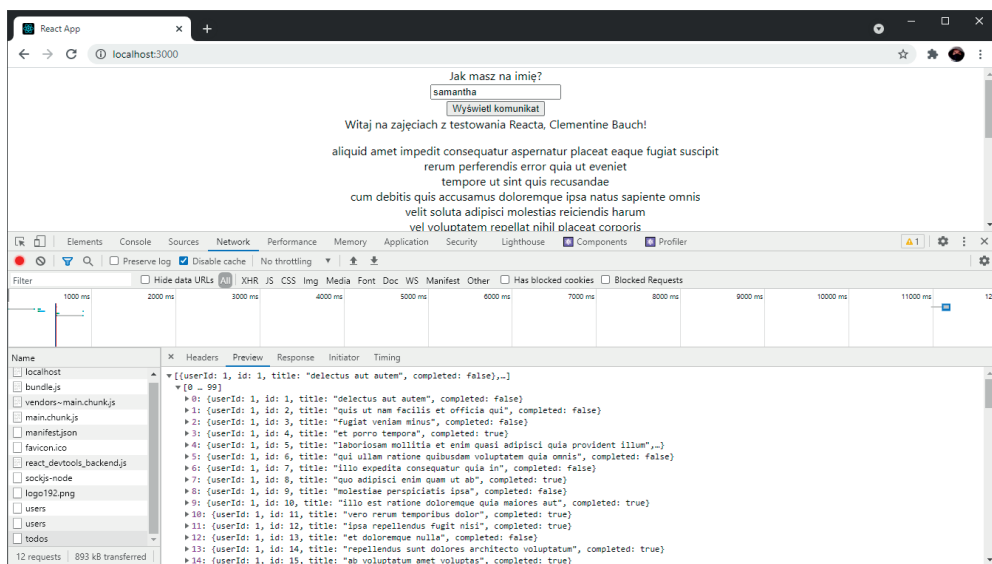 React App
localhost:3000
Jak masz na imię?
samantha
Wyświetl komunikat
Witaj na zajęciach z testowania Reacta, Clementine Bauch!
aliquid amet impedit consequatur aspernatur placeat eaque fugiat suscipit
rerum perferendis error quia ut eveniet
tempore ut sint quis recusandae
cum debitis quis accusamus doloremque ipsa natus sapiente omnis
velit soluta adipisci molestias reiciendis harum
vel voluptatem repellat nihil placeat corporis
Elements Console Sources Network Performance Memory Application Security Lighthouse Components Profiler 1
Preserve log Disable cache No throttling
Filter Hide data URLs All XHR JS CSS Img Media Font Doc WS Manifest Other Has blocked cookies Blocked Requests
1000 ms 2000 ms 3000 ms 4000 ms 5000 ms 6000 ms 7000 ms 8000 ms 9000 ms 10000 ms 11000 ms 12
Name
localhost
bundle.js
vendors~main.chunk.js
main.chunk.js
manifest.json
favicon.ico
react_devtools_backend.js
sockjs-node
logo192.png
users
users
todos
12 requests 893 kB transferred
Headers Preview Response Initiator Timing
[{userId: 1, id: 1, title: "delectus aut autem", completed: false},…]
[0 … 99]
0: {userId: 1, id: 1, title: "delectus aut autem", completed: false}
1: {userId: 1, id: 2, title: "quis ut nam facilis et officia qui", completed: false}
2: {userId: 1, id: 3, title: "fugiat veniam minus", completed: false}
3: {userId: 1, id: 4, title: "et porro tempora", completed: true}
4: {userId: 1, id: 5, title: "laboriosam mollitia et enim quasi adipisci quia provident illum",…}
5: {userId: 1, id: 6, title: "qui ullam ratione quibusdam voluptatem quia omnis", completed: false}
6: {userId: 1, id: 7, title: "illo expedita consequatur quia in", completed: false}
7: {userId: 1, id: 8, title: "quo adipisci enim quam ut ab", completed: true}
8: {userId: 1, id: 9, title: "molestiae perspiciatis ipsa", completed: false}
9: {userId: 1, id: 10, title: "illo est ratione doloremque quia maiores aut", completed: true}
10: {userId: 1, id: 11, title: "vero rerum temporibus dolor", completed: true}
11: {userId: 1, id: 12, title: "ipsa repellendus fugit nisi", completed: true}
12: {userId: 1, id: 13, title: "et doloremque nulla", completed: false}
13: {userId: 1, id: 14, title: "repellendus sunt dolores architecto voluptatum", completed: true}
14: {userId: 1, id: 15, title: "ab voluptatum amet voluptas", completed: true}